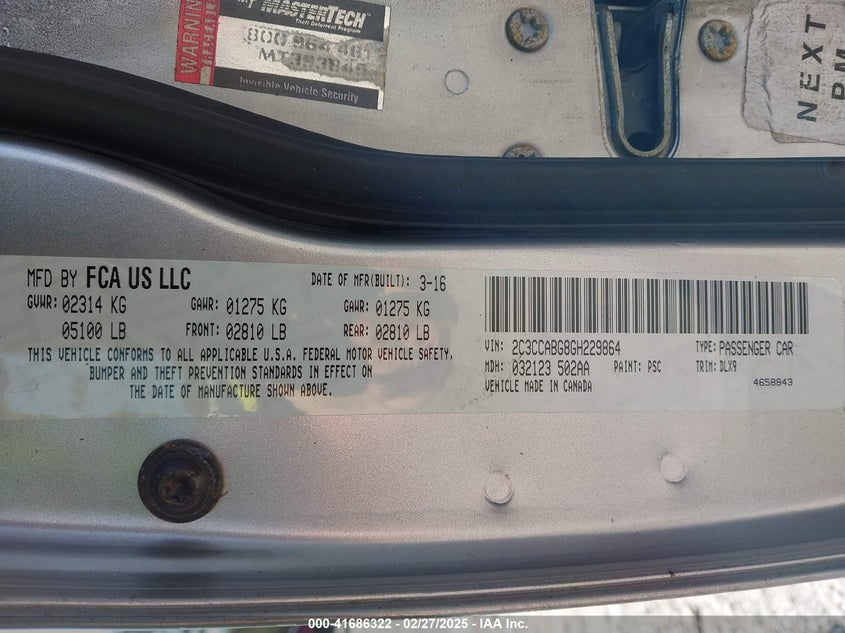 WARNING
MASTERTECH
Theft Deterrent Program
800
Invisible Vehicle Security
NEXT
MFD BY FCA US LLC
DATE OF MFR(BUILT): 3-16
GVWR: 02314 KG GAWR: 01275 KG GAWR: 01275 KG
05100 LB FRONT: 02810 LB REAR: 02810 LB
THIS VEHICLE CONFORMS TO ALL APPLICABLE U.S.A. FEDERAL MOTOR VEHICLE SAFETY,
BUMPER AND THEFT PREVENTION STANDARDS IN EFFECT ON
THE DATE OF MANUFACTURE SHOWN ABOVE.
VIN: 2C3CCABG8GH229864 TYPE: PASSENGER CAR
MDH: 032123 502AA PAINT: PSC TRIM: DLX9
VEHICLE MADE IN CANADA 4658843
000-41686322 - 02/27/2025 - IAA Inc.